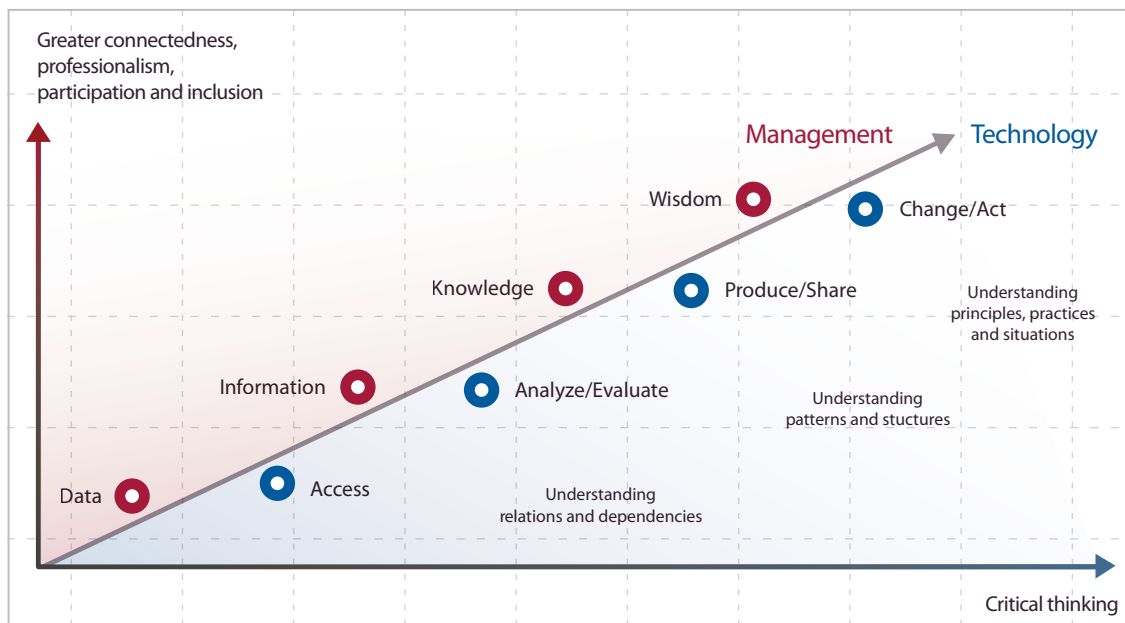 Greater connectedness,
professionalism,
participation and inclusion
Management
Technology
Wisdom
Change/Act
Knowledge
Produce/Share
Understanding
principles, practices
and situations
Information
Analyze/Evaluate
Understanding
patterns and stuctures
Data
Access
Understanding
relations and dependencies
Critical thinking